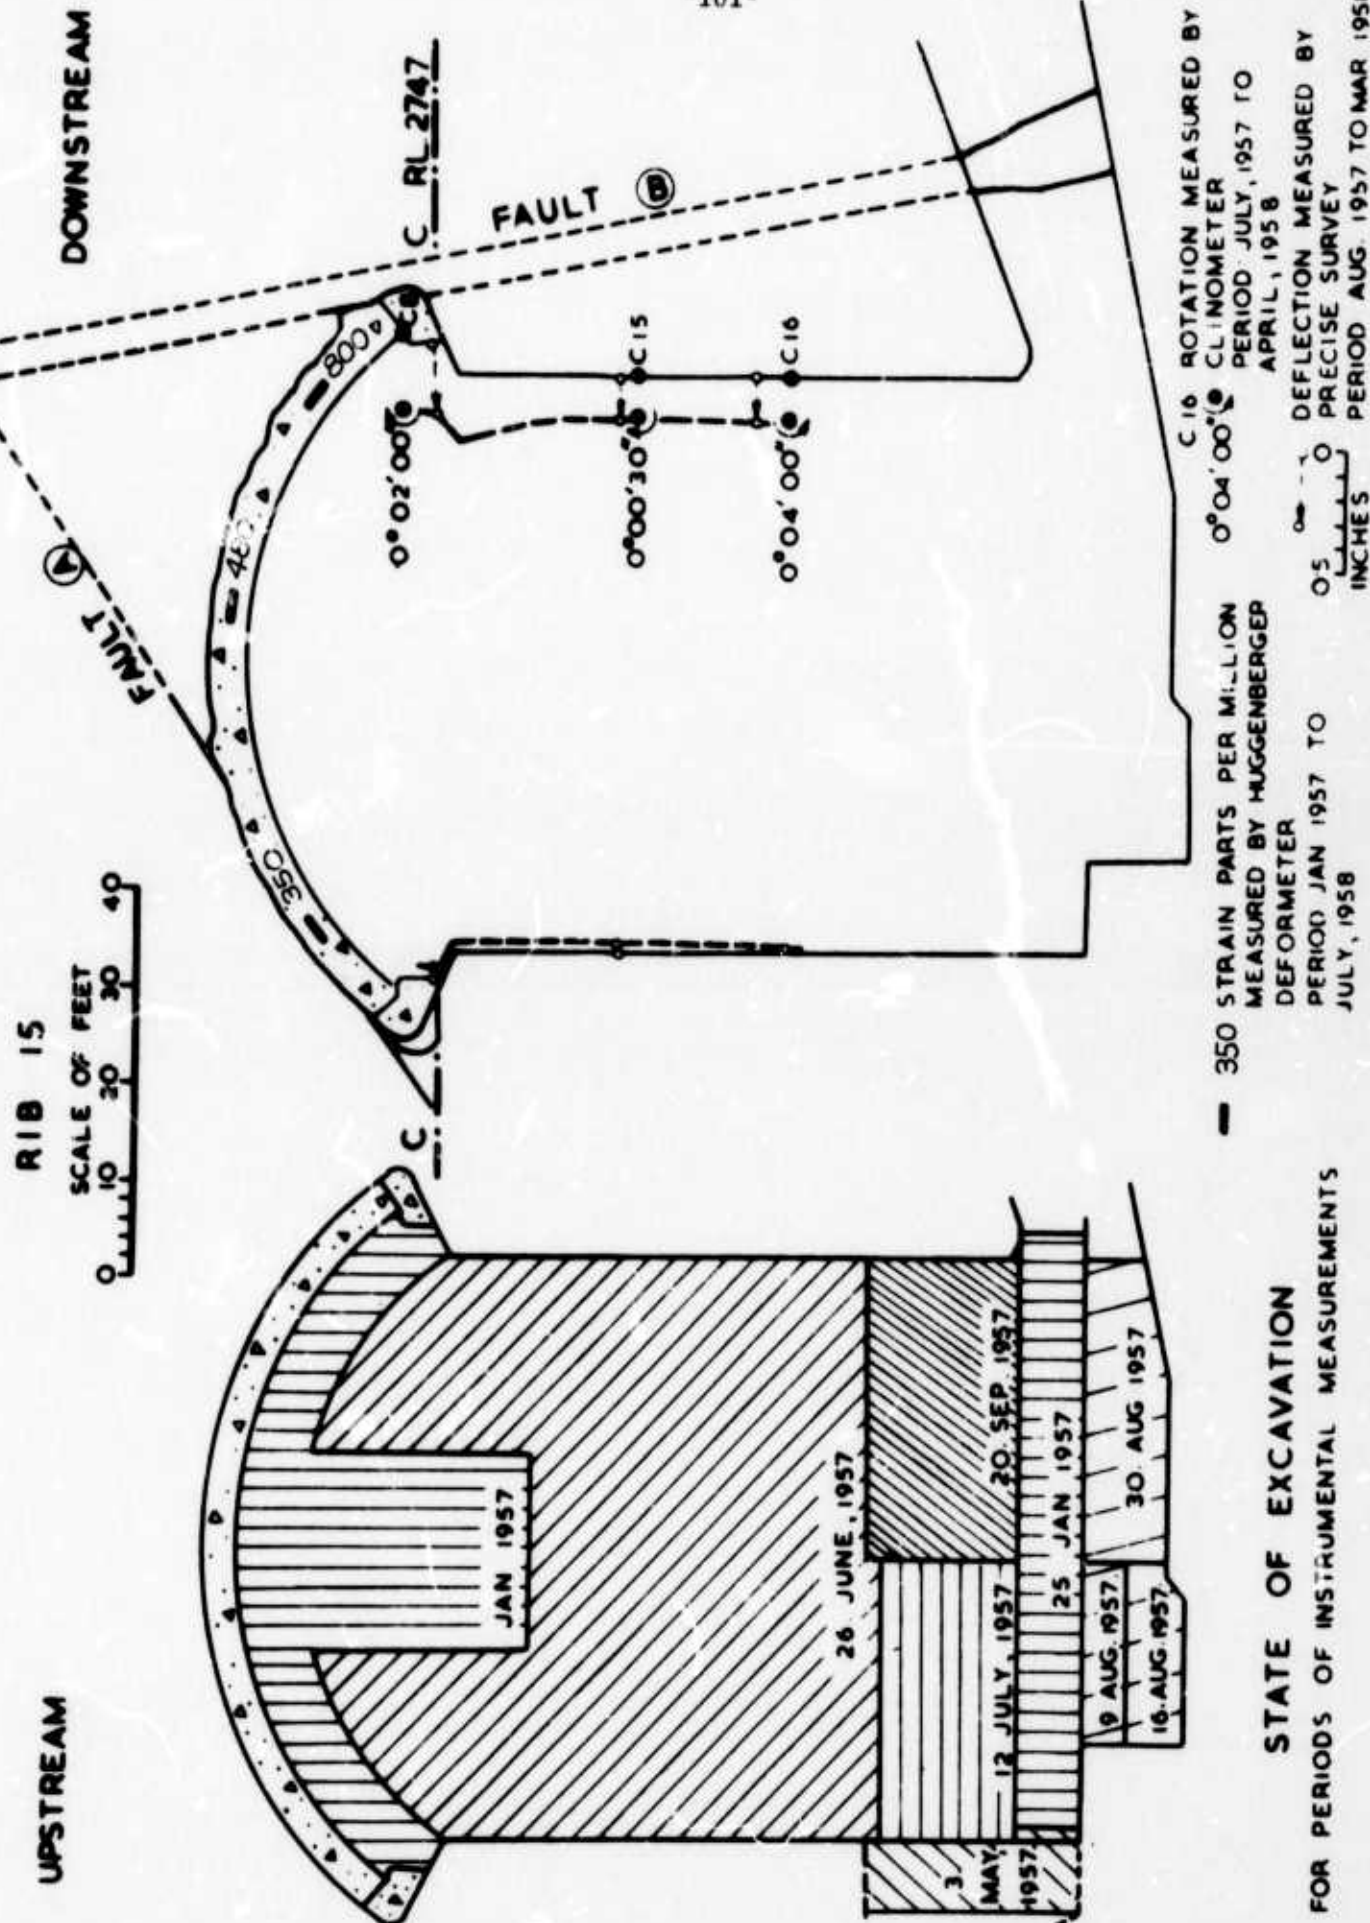 101-
UPSTREAM
RIB 15
SCALE OF FEET
0 10 20 30 40
DOWNSTREAM
FAULT A
FAULT B
350
460
800
C
C RL 2747
0° 02' 00"
0° 00' 30"
C 15
0° 04' 00"
C 16
JAN 1957
26 JUNE, 1957
3
MAY,
1957
12 JULY, 1957
20. SEP. 1957
25 JAN 1957
9 AUG. 1957
16. AUG. 1957
30. AUG 1957
STATE OF EXCAVATION
FOR PERIODS OF INSTRUMENTAL MEASUREMENTS
350 STRAIN PARTS PER MILLION
MEASURED BY HUGGENBERGER
DEFORMETER
PERIOD JAN 1957 TO
JULY, 1958
C 16 ROTATION MEASURED BY
0° 04' 00" CLINOMETER
PERIOD JULY, 1957 TO
APRIL, 1958
DEFLECTION MEASURED BY
PRECISE SURVEY
PERIOD AUG. 1957 TO MAR 195
0.5 0
INCHES